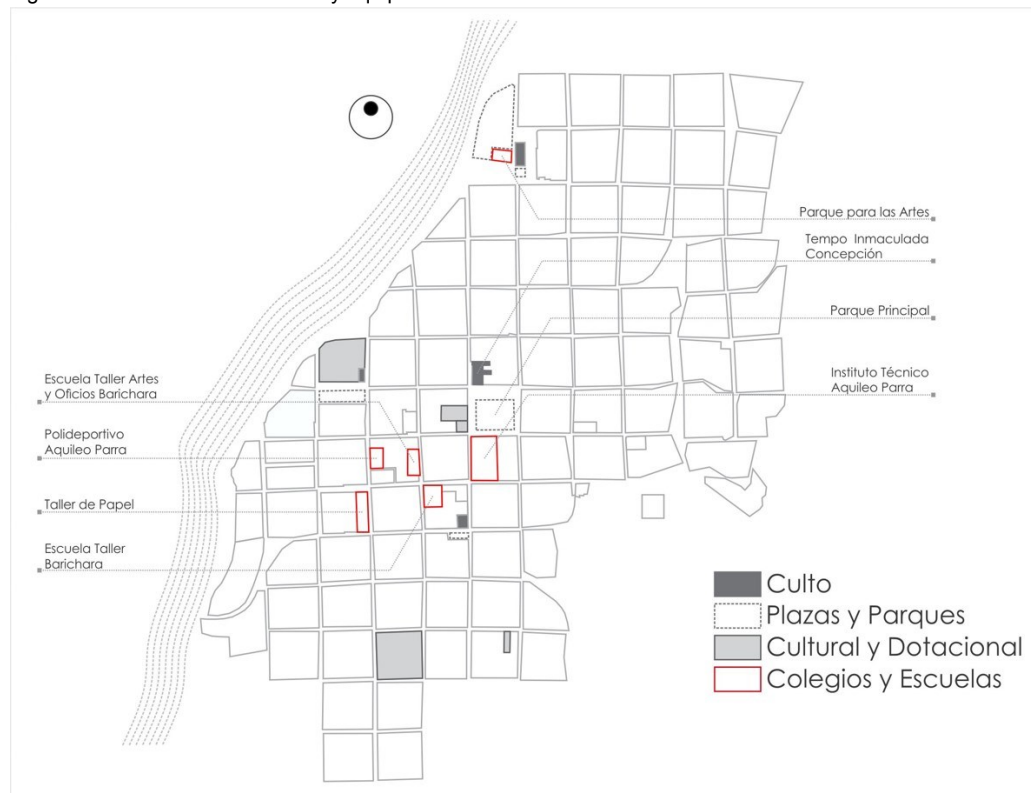 Parque para las Artes
Tempo Inmaculada
Concepción
Parque Principal
Instituto Técnico
Aquileo Parra
Escuela Taller Artes
y Oficios Barichara
Polideportivo
Aquileo Parra
Taller de Papel
Escuela Taller
Barichara
Culto
Plazas y Parques
Cultural y Dotacional
Colegios y Escuelas